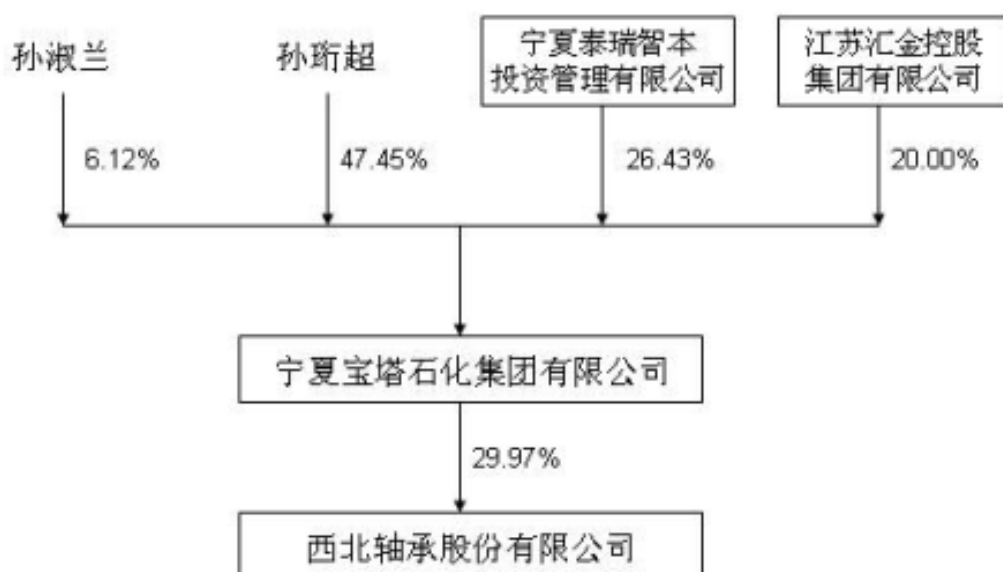 孙淑兰
孙珩超
宁夏泰瑞智本
投资管理有限公司
江苏汇金控股
集团有限公司
6.12%
47.45%
26.43%
20.00%
宁夏宝塔石化集团有限公司
29.97%
西北轴承股份有限公司